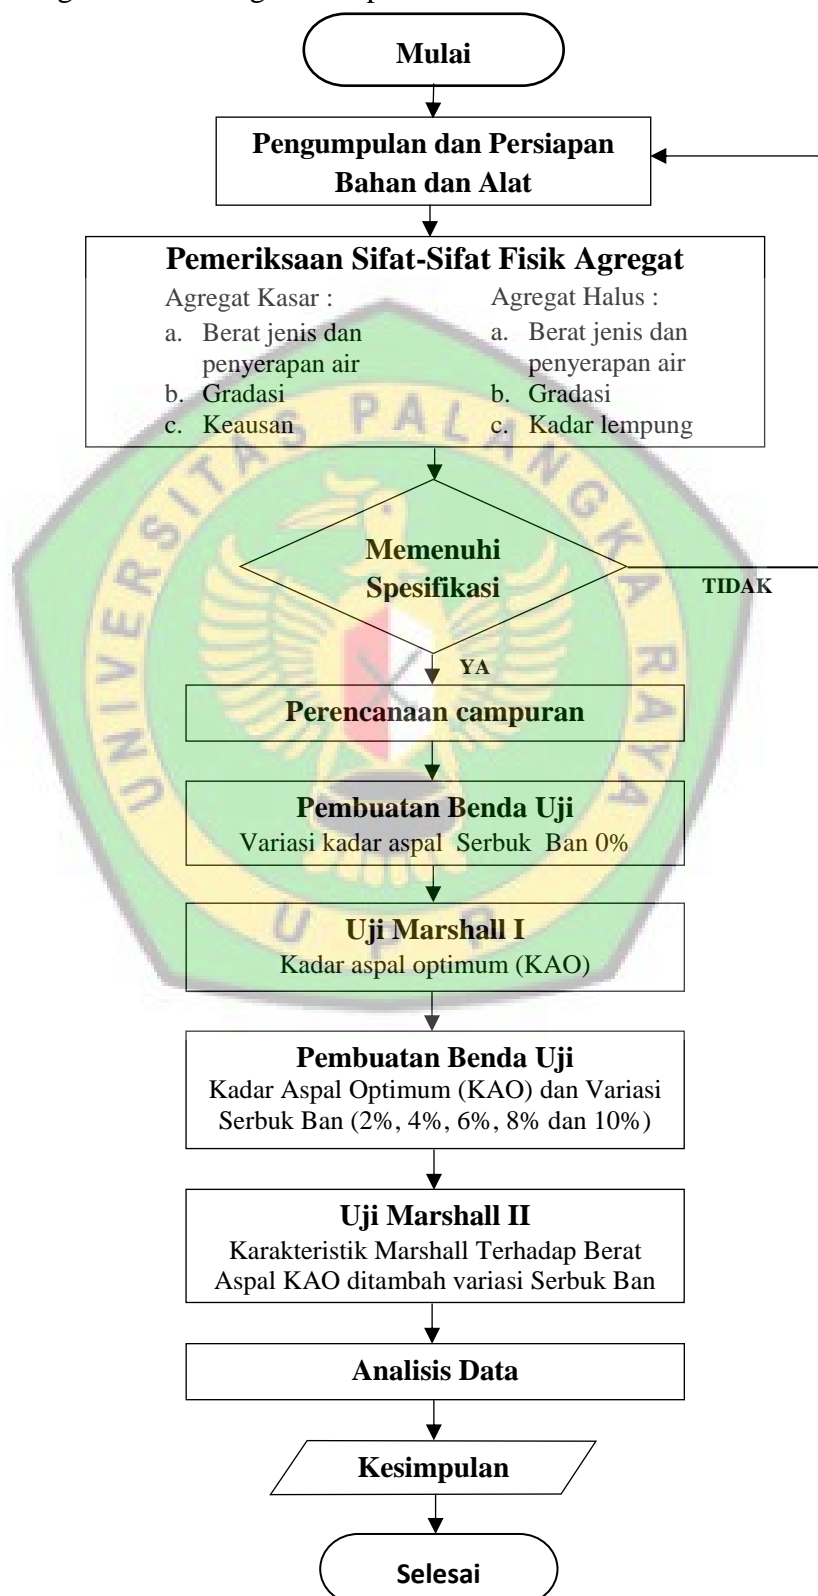 Mulai
Pengumpulan dan Persiapan
Bahan dan Alat
Pemeriksaan Sifat-Sifat Fisik Agregat
Agregat Kasar :
a. Berat jenis dan
penyerapan air
b. Gradasi
c. Keausan
Agregat Halus :
a. Berat jenis dan
penyerapan air
b. Gradasi
c. Kadar lempung
Memenuhi
Spesifikasi
TIDAK
YA
Perencanaan campuran
Pembuatan Benda Uji
Variasi kadar aspal Serbuk Ban 0%
Uji Marshall I
Kadar aspal optimum (KAO)
Pembuatan Benda Uji
Kadar Aspal Optimum (KAO) dan Variasi
Serbuk Ban (2%, 4%, 6%, 8% dan 10%)
Uji Marshall II
Karakteristik Marshall Terhadap Berat
Aspal KAO ditambah variasi Serbuk Ban
Analisis Data
Kesimpulan
Selesai
UNIVERSITAS PALANGKA RAYA
U P R